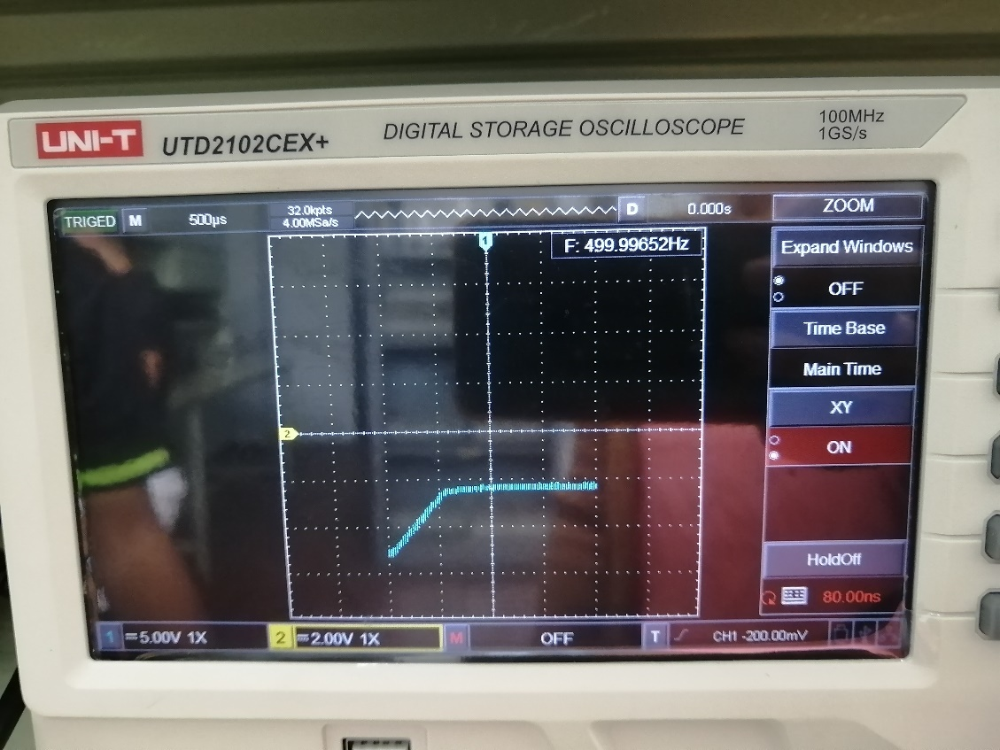 UNI-T UTD2102CEX+ DIGITAL STORAGE OSCILLOSCOPE 100MHz
1GS/s
TRIGED M 500µs 32.0kpts D 0.000s ZOOM
4.00MSa/s
1 F: 499.99652Hz Expand Windows
OFF
Time Base
Main Time
XY
2 ON
HoldOff
80.00ns
1 5.00V 1X 2 2.00V 1X M OFF T CH1 -200.00mV